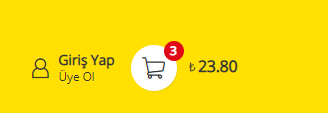 Giriş Yap
Üye Ol
3
₺ 23.80